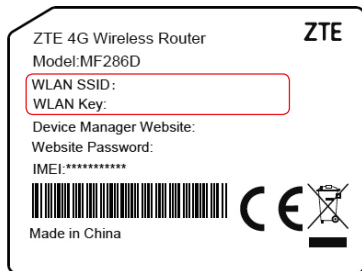 ZTE 4G Wireless Router
ZTE
Model:MF286D
WLAN SSID:
WLAN Key:
Device Manager Website:
Website Password:
IMEI:***********
CE
Made in China